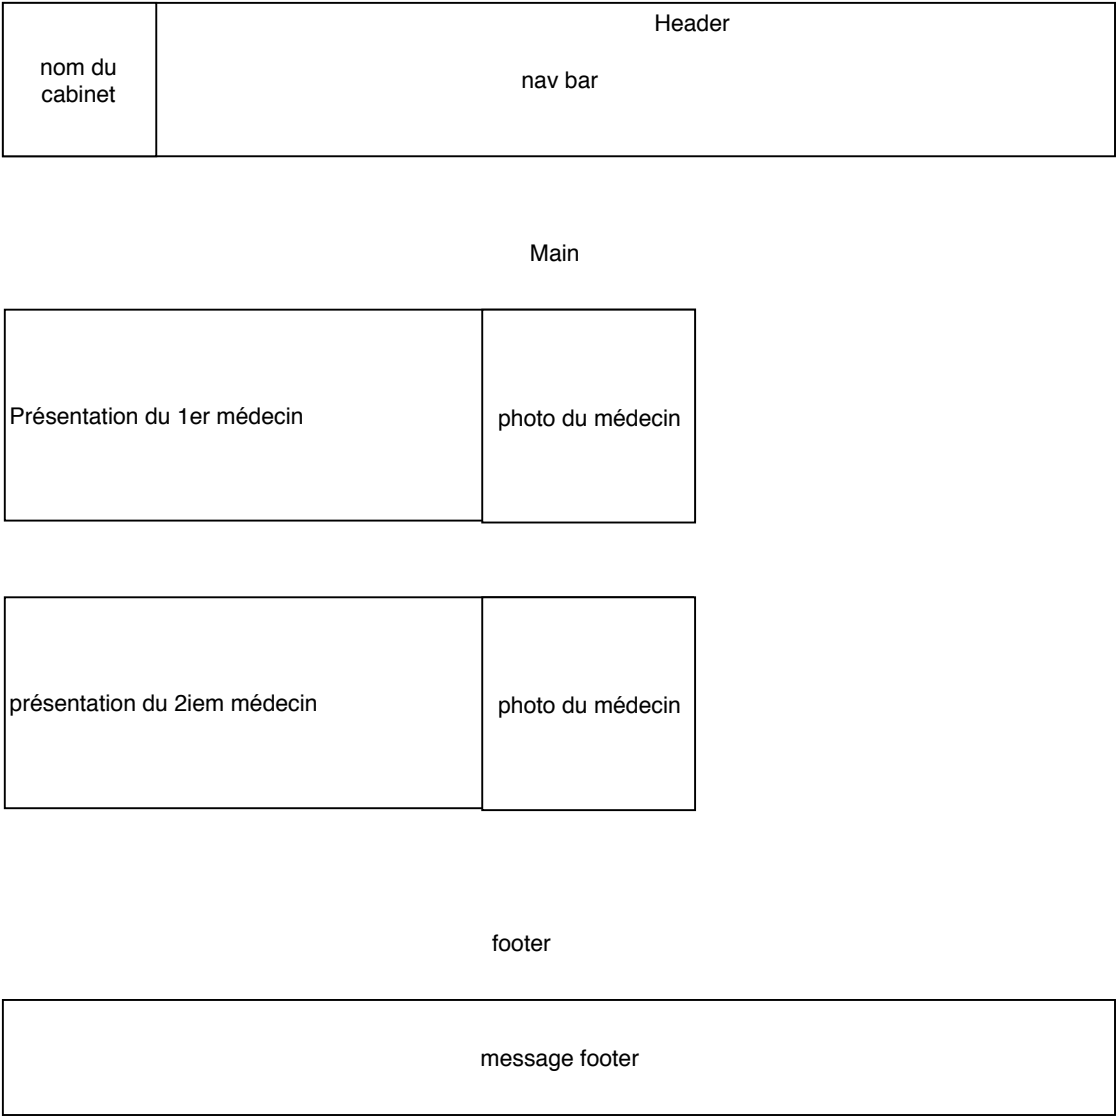 Header
nom du
cabinet
nav bar
Main
Présentation du 1er médecin
photo du médecin
présentation du 2iem médecin
photo du médecin
footer
message footer